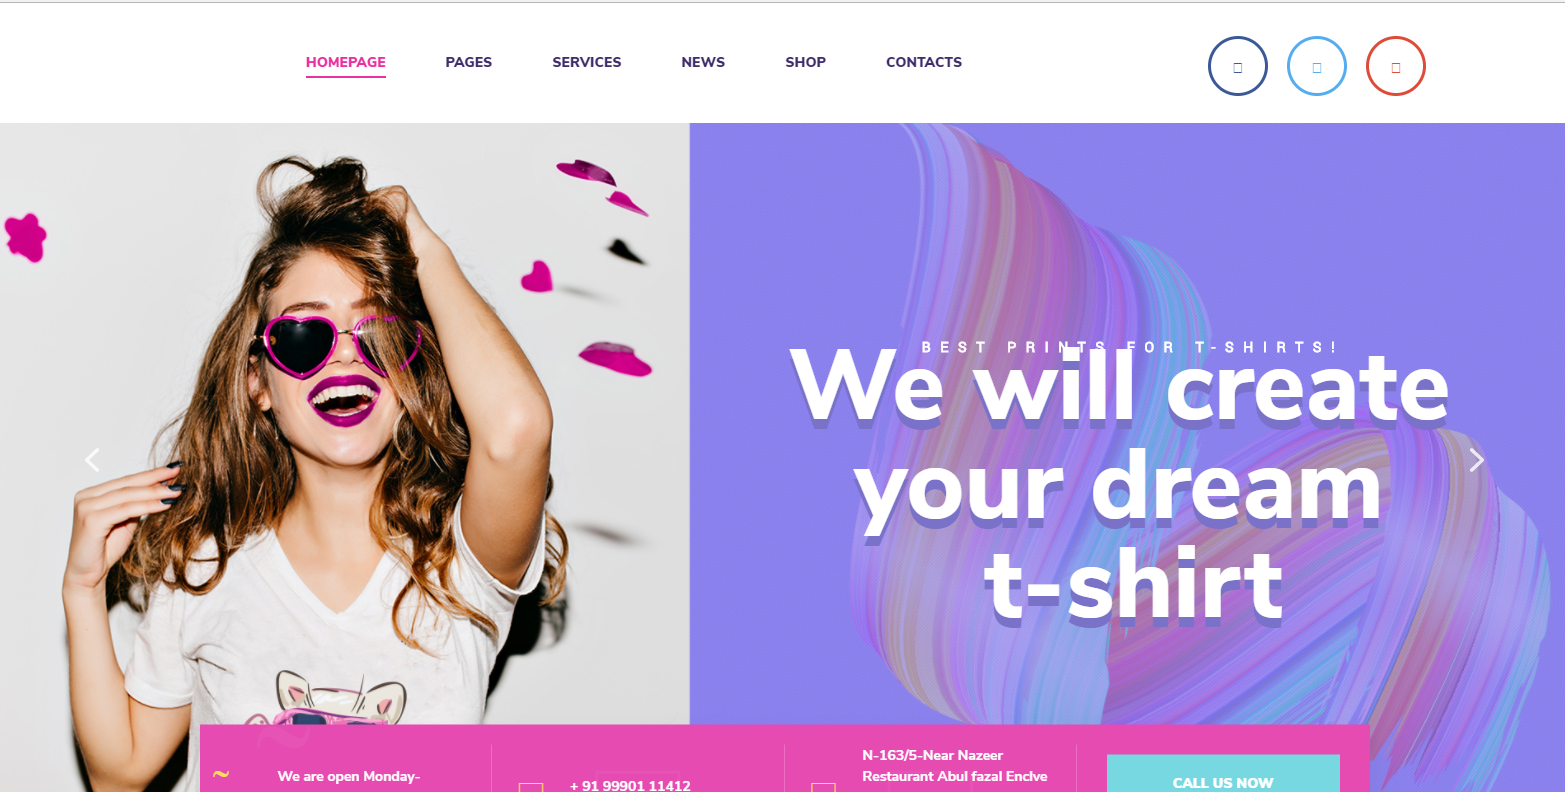 HOMEPAGE PAGES SERVICES NEWS SHOP CONTACTS
BEST PRINTS FOR T-SHIRTS!
We will create
your dream
t-shirt
We are open Monday-
+ 91 99901 11412
N-163/5-Near Nazeer
Restaurant Abul fazal Enclve
CALL US NOW